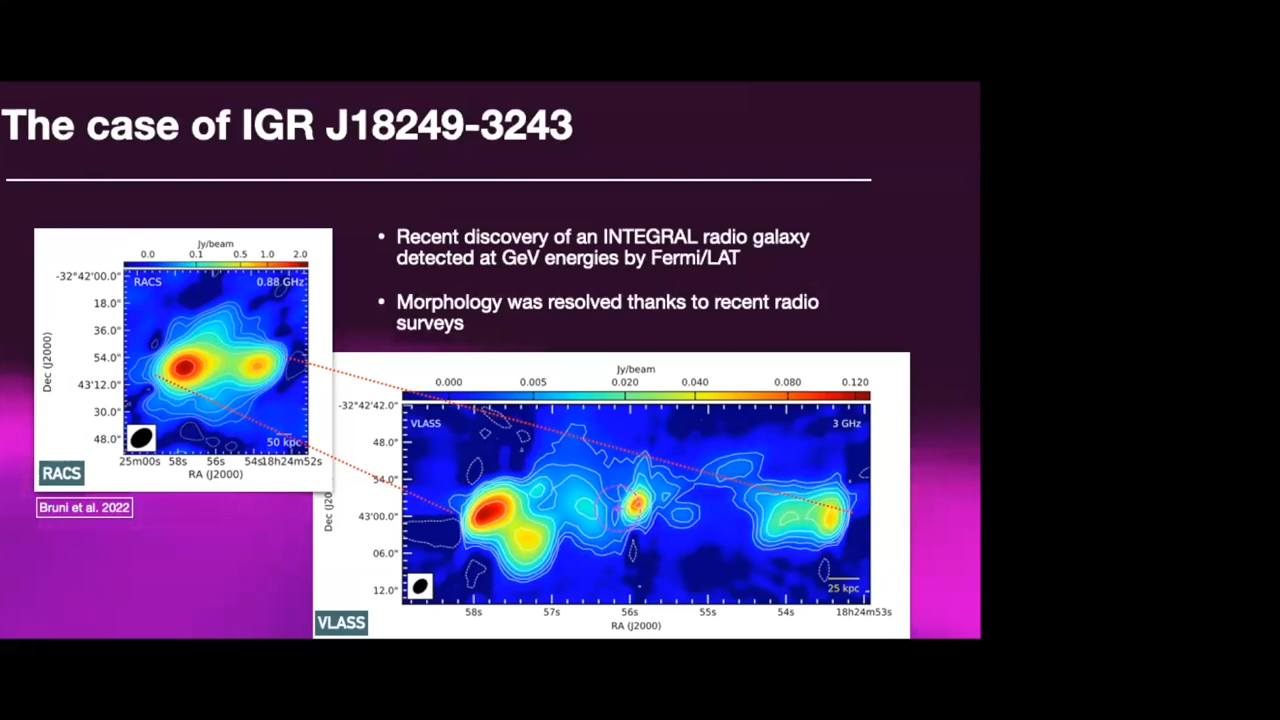 The case of IGR J18249-3243
• Recent discovery of an INTEGRAL radio galaxy
detected at GeV energies by Fermi/LAT
• Morphology was resolved thanks to recent radio
surveys
Jy/beam
0.0 0.1 0.5 1.0 2.0
RACS 0.88 GHz
-32°42'00.0"
18.0"
36.0"
54.0"
43'12.0"
30.0"
48.0"
Dec (J2000)
50 kpc
25m00s 58s 56s 54s 18h24m52s
RA (J2000)
RACS
Bruni et al. 2022
Jy/beam
0.000 0.005 0.020 0.040 0.080 0.120
VLASS 3 GHz
-32°42'42.0"
48.0"
54.0"
43'00.0"
06.0"
12.0"
Dec (J20
25 kpc
58s 57s 56s 55s 54s 18h24m53s
RA (J2000)
VLASS